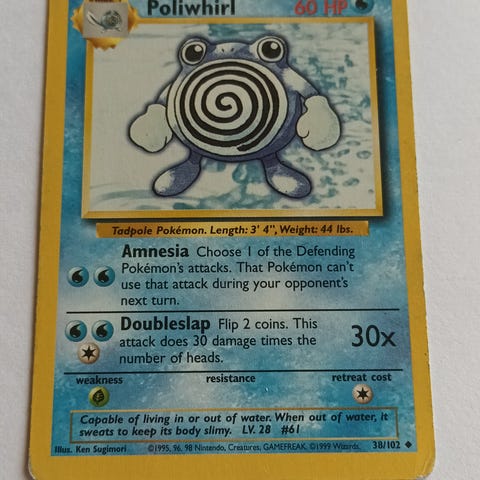 Poliwhirl 60 HP
Tadpole Pokémon. Length: 3' 4", Weight: 44 lbs.
Amnesia Choose 1 of the Defending
Pokémon's attacks. That Pokémon can't
use that attack during your opponent's
next turn.
Doubleslap Flip 2 coins. This
attack does 30 damage times the
number of heads.
30x
weakness resistance retreat cost
Capable of living in or out of water. When out of water, it
sweats to keep its body slimy. LV. 28 #61
Illus. Ken Sugimori ©1995, 96, 98 Nintendo, Creatures, GAMEFREAK. ©1999 Wizards. 38/102